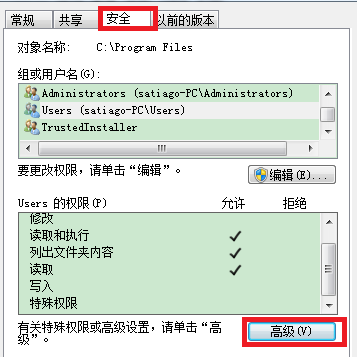 常规 共享 安全 以前的版本
对象名称: C:\Program Files
组或用户名(G):
Administrators (satiago-PC\Administrators)
Users (satiago-PC\Users)
TrustedInstaller
要更改权限,请单击“编辑”。
编辑(E)...
Users 的权限(P) 允许 拒绝
修改
读取和执行
列出文件夹内容
读取
写入
特殊权限
有关特殊权限或高级设置,请单击“高
级”。
高级(V)